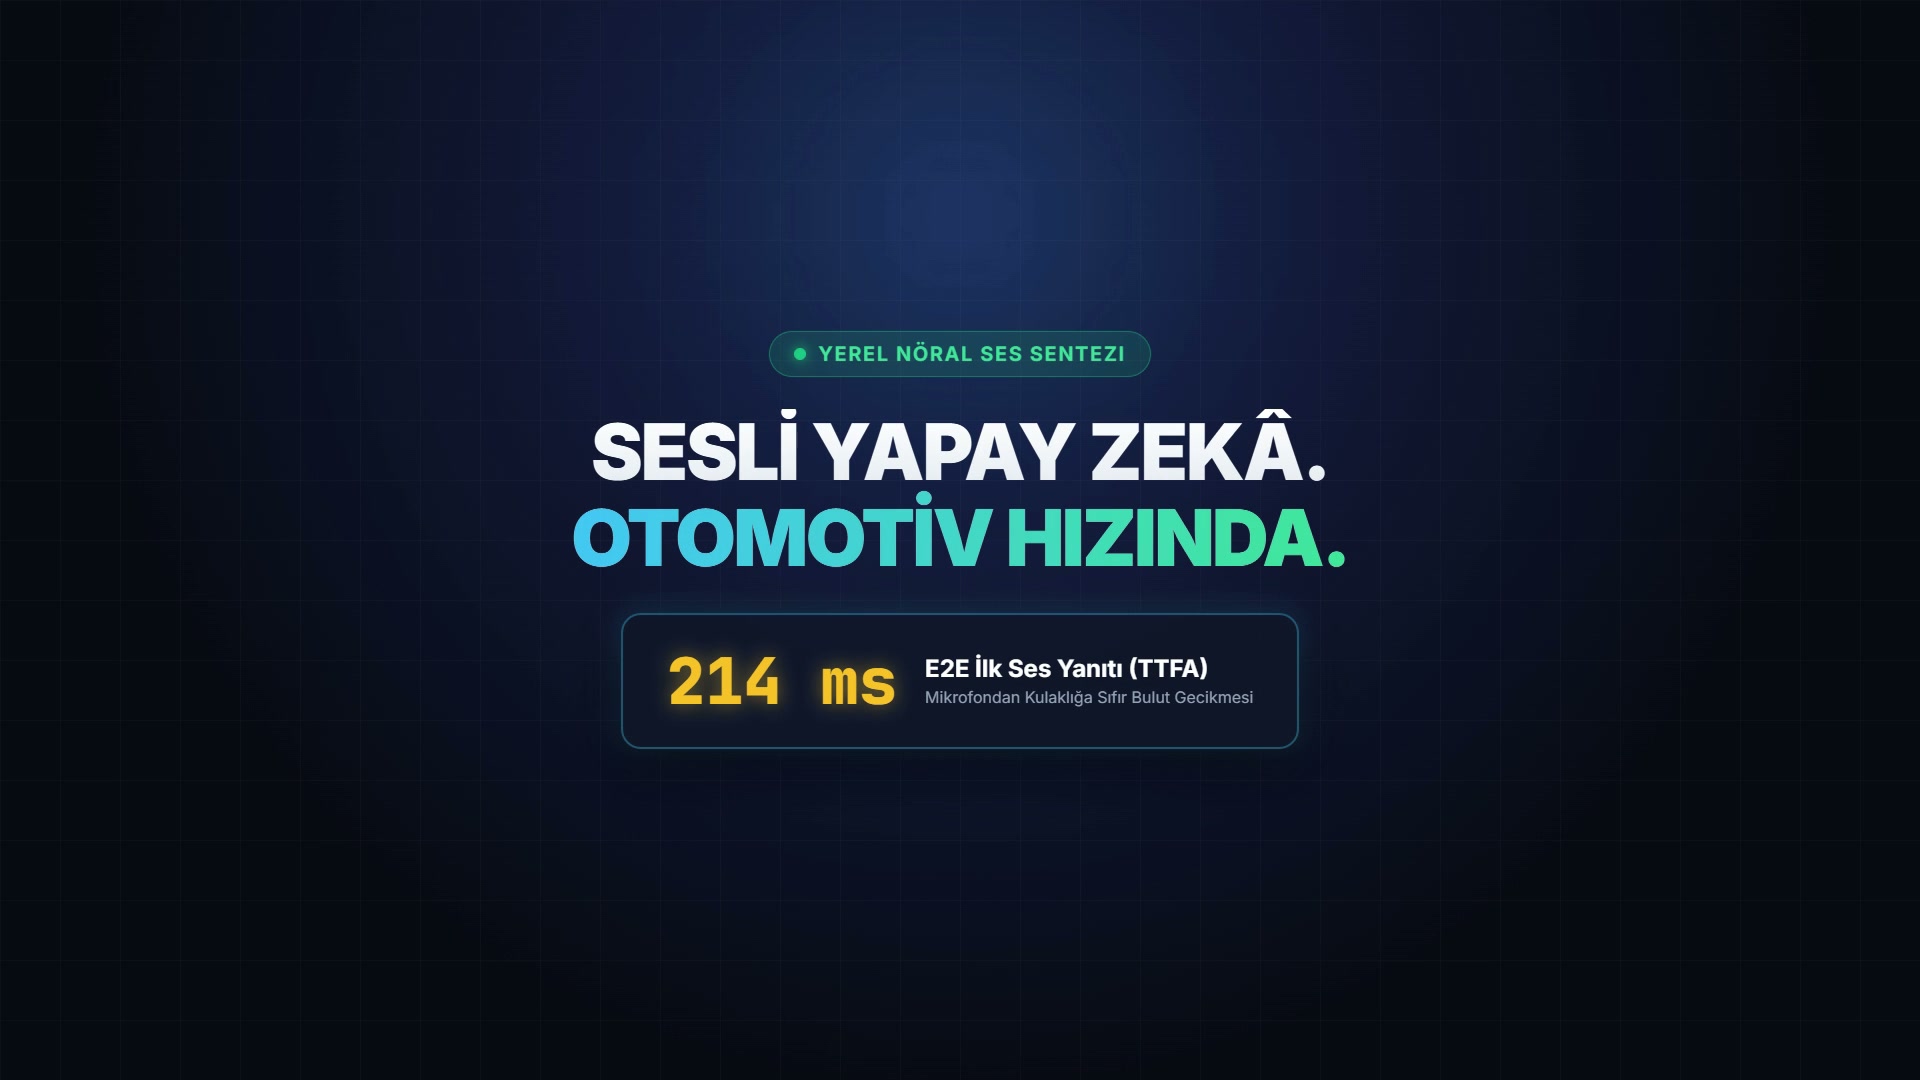 YEREL NÖRAL SES SENTEZI
SESLİ YAPAY ZEKÂ.
OTOMOTİV HIZINDA.
214 ms
E2E İlk Ses Yanıtı (TTFA)
Mikrofondan Kulaklığa Sıfır Bulut Gecikmesi